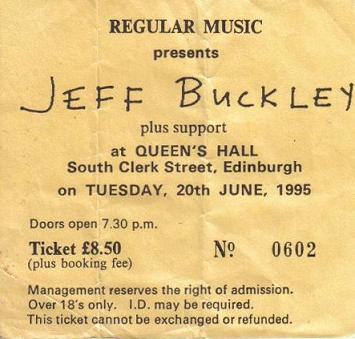 REGULAR MUSIC
presents
JEFF BUCKLEY
plus support
at QUEEN'S HALL
South Clerk Street, Edinburgh
on TUESDAY, 20th JUNE, 1995
Doors open 7.30 p.m.
Ticket £8.50 Nº 0602
(plus booking fee)
Management reserves the right of admission.
Over 18's only. I.D. may be required.
This ticket cannot be exchanged or refunded.